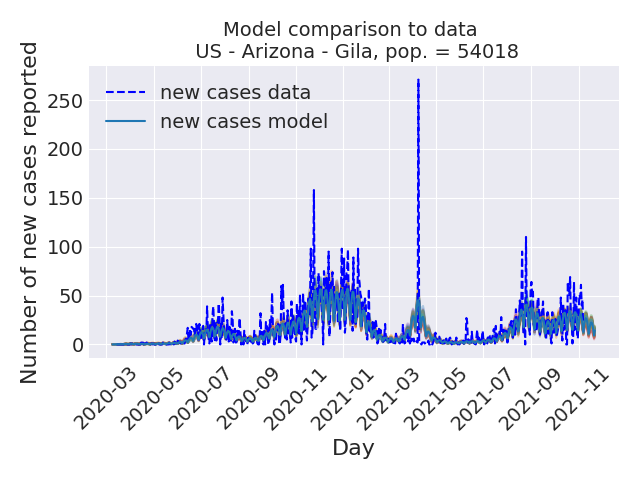 Model comparison to data
US - Arizona - Gila, pop. = 54018
Number of new cases reported
250
200
150
100
50
0
new cases data
new cases model
2020-03
2020-05
2020-07
2020-09
2020-11
2021-01
2021-03
2021-05
2021-07
2021-09
2021-11
Day